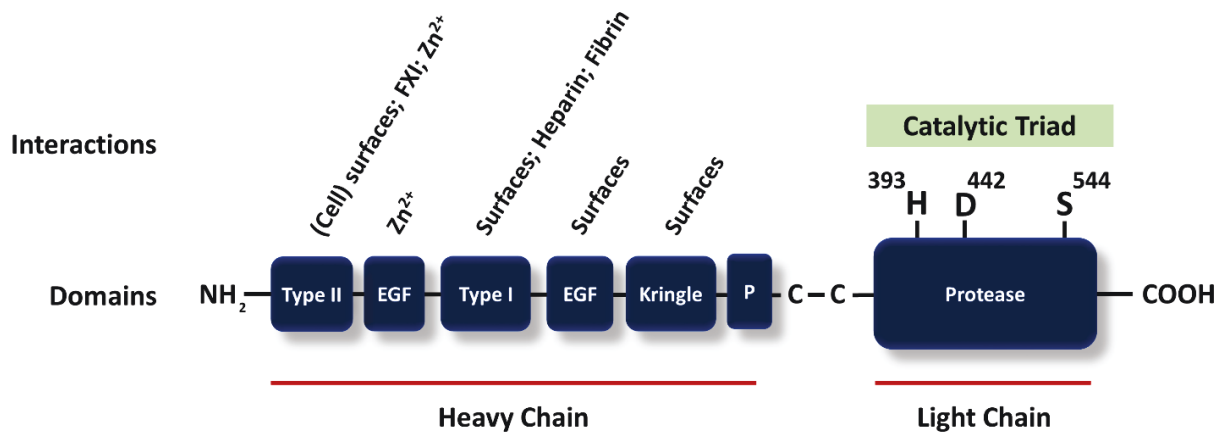 Interactions
(Cell) surfaces; FXI; Zn²⁺
Zn²⁺
Surfaces; Heparin; Fibrin
Surfaces
Surfaces
Catalytic Triad
393 H
D 442
S 544
Domains
NH₂
Type II
EGF
Type I
EGF
Kringle
P
C – C
Protease
COOH
Heavy Chain
Light Chain